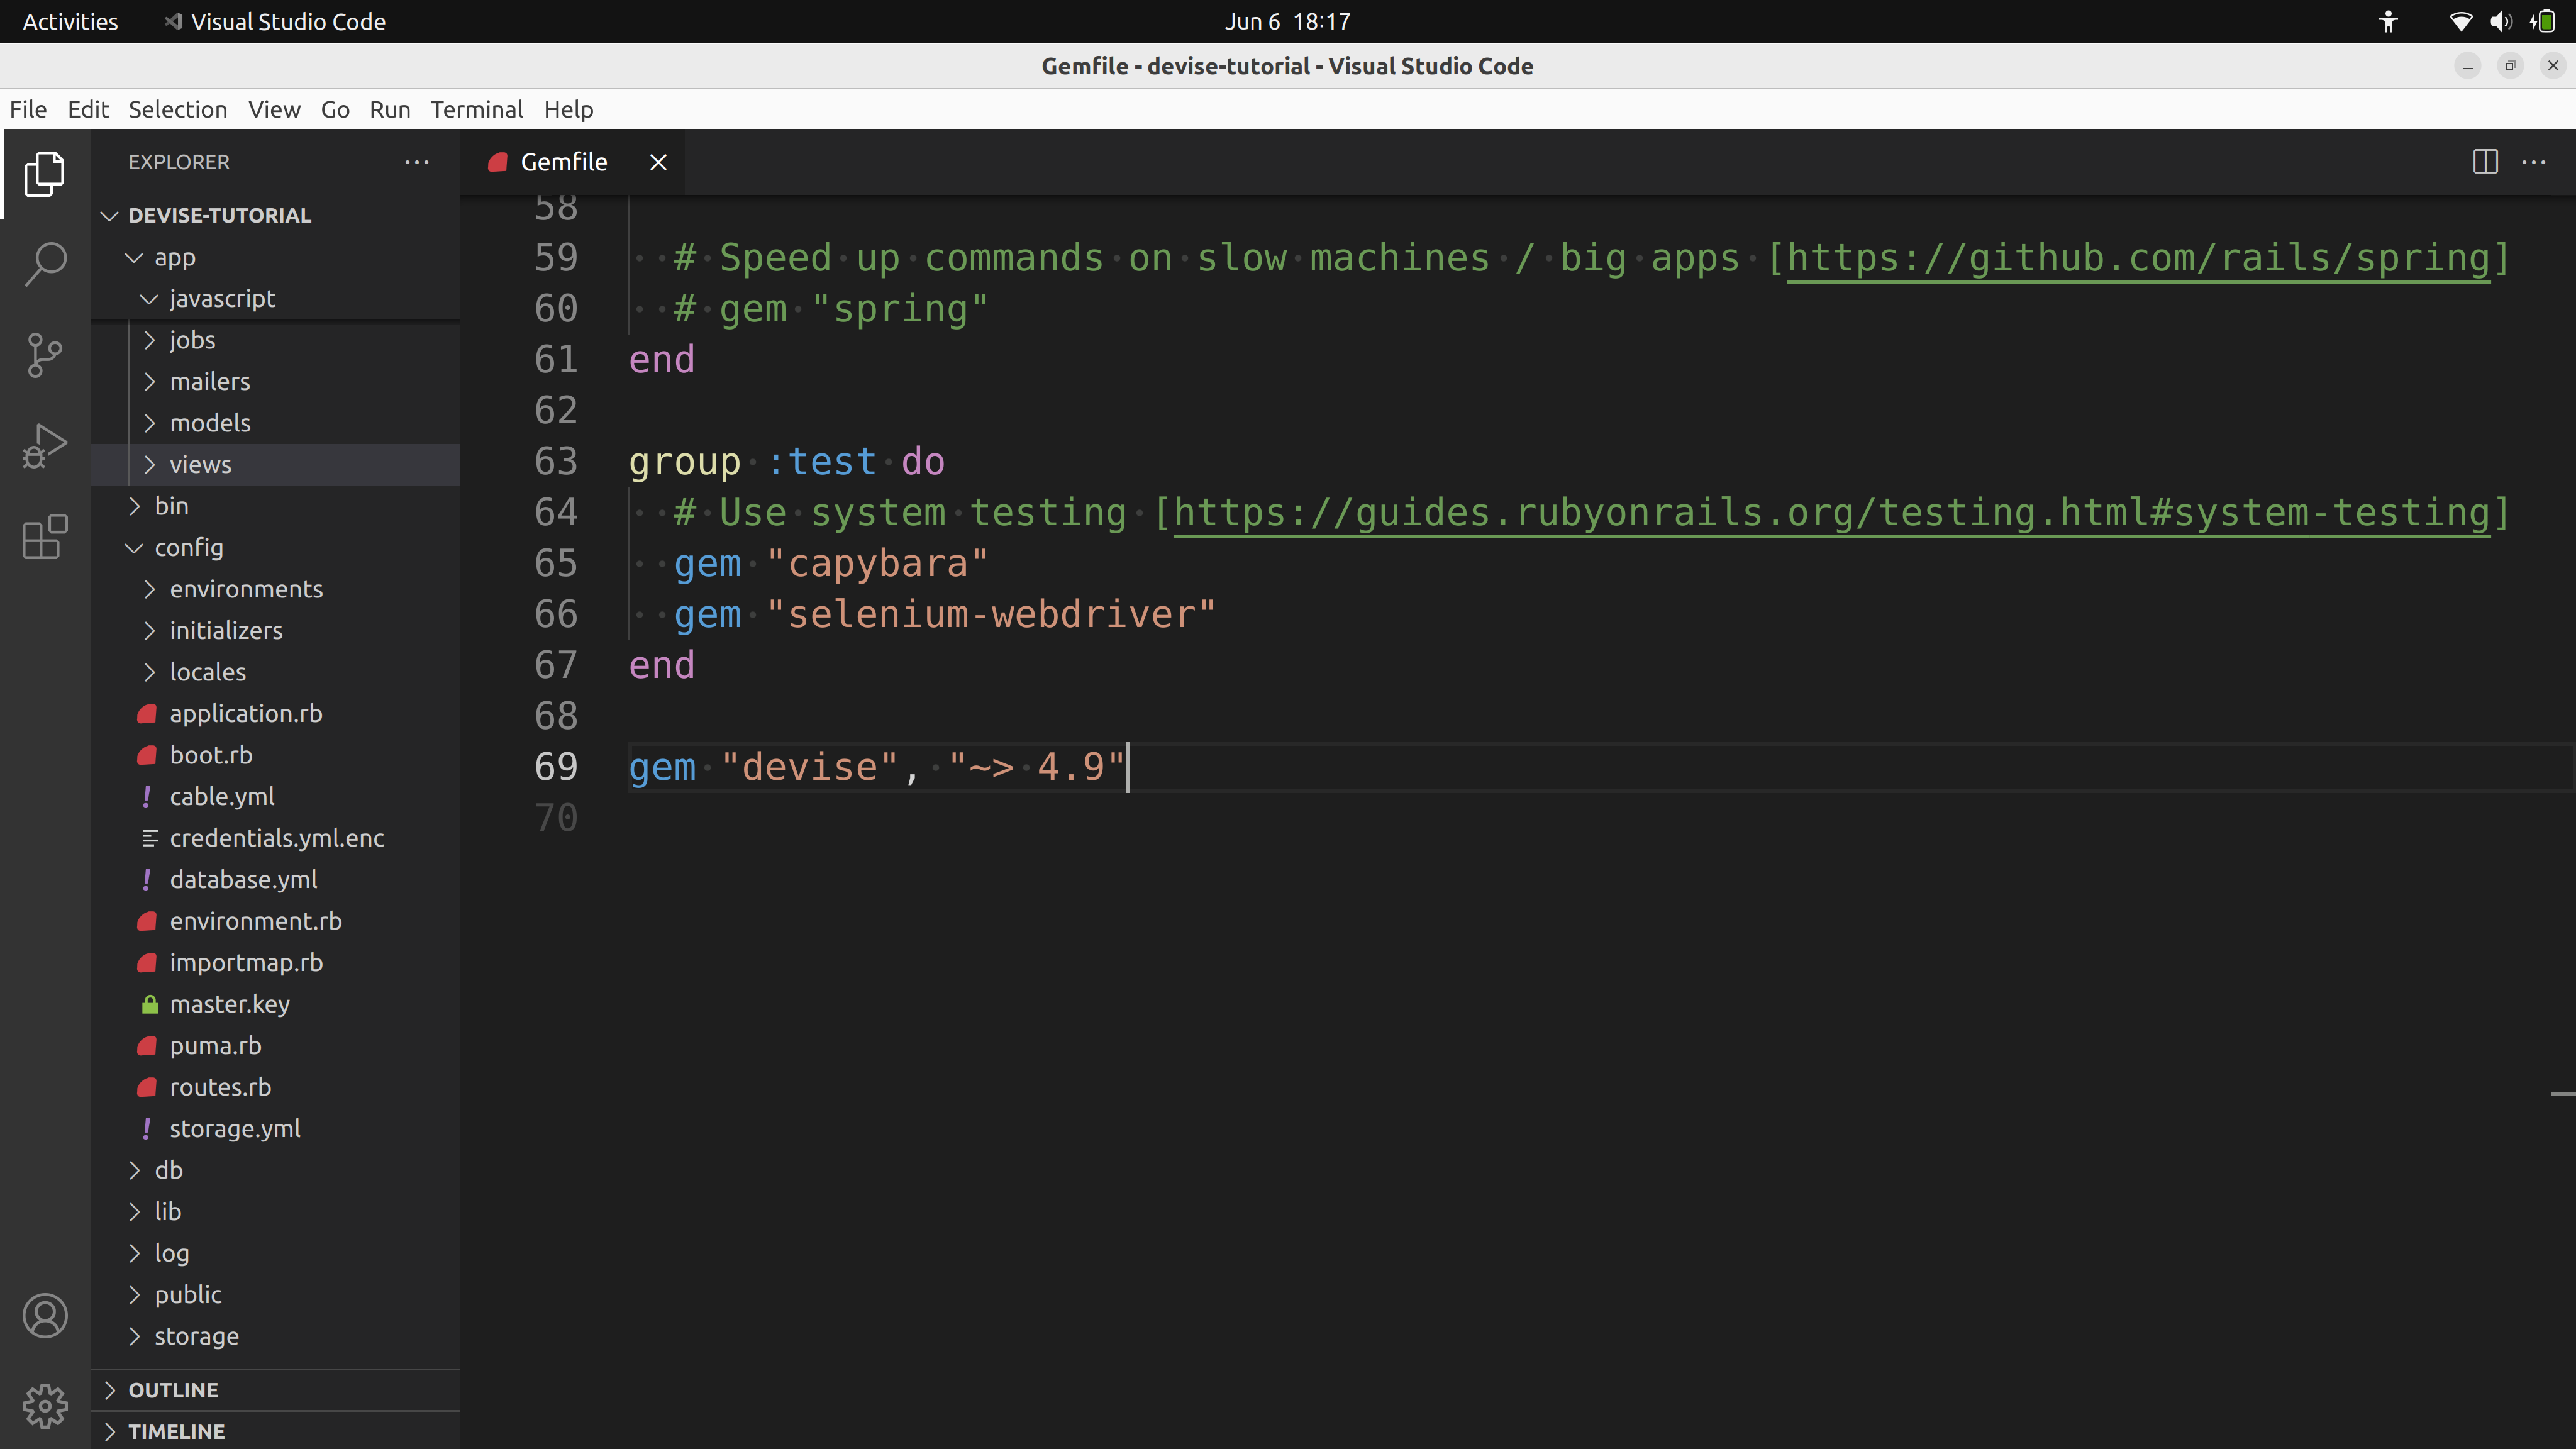 Activities Visual Studio Code Jun 6 18:17
Gemfile - devise-tutorial - Visual Studio Code
File Edit Selection View Go Run Terminal Help
EXPLORER
DEVISE-TUTORIAL
app
javascript
jobs
mailers
models
views
bin
config
environments
initializers
locales
application.rb
boot.rb
cable.yml
credentials.yml.enc
database.yml
environment.rb
importmap.rb
master.key
puma.rb
routes.rb
storage.yml
db
lib
log
public
storage
OUTLINE
TIMELINE
Gemfile
58
59 # Speed up commands on slow machines / big apps [https://github.com/rails/spring]
60 # gem "spring"
61 end
62
63 group :test do
64 # Use system testing [https://guides.rubyonrails.org/testing.html#system-testing]
65 gem "capybara"
66 gem "selenium-webdriver"
67 end
68
69 gem "devise", "~> 4.9"
70